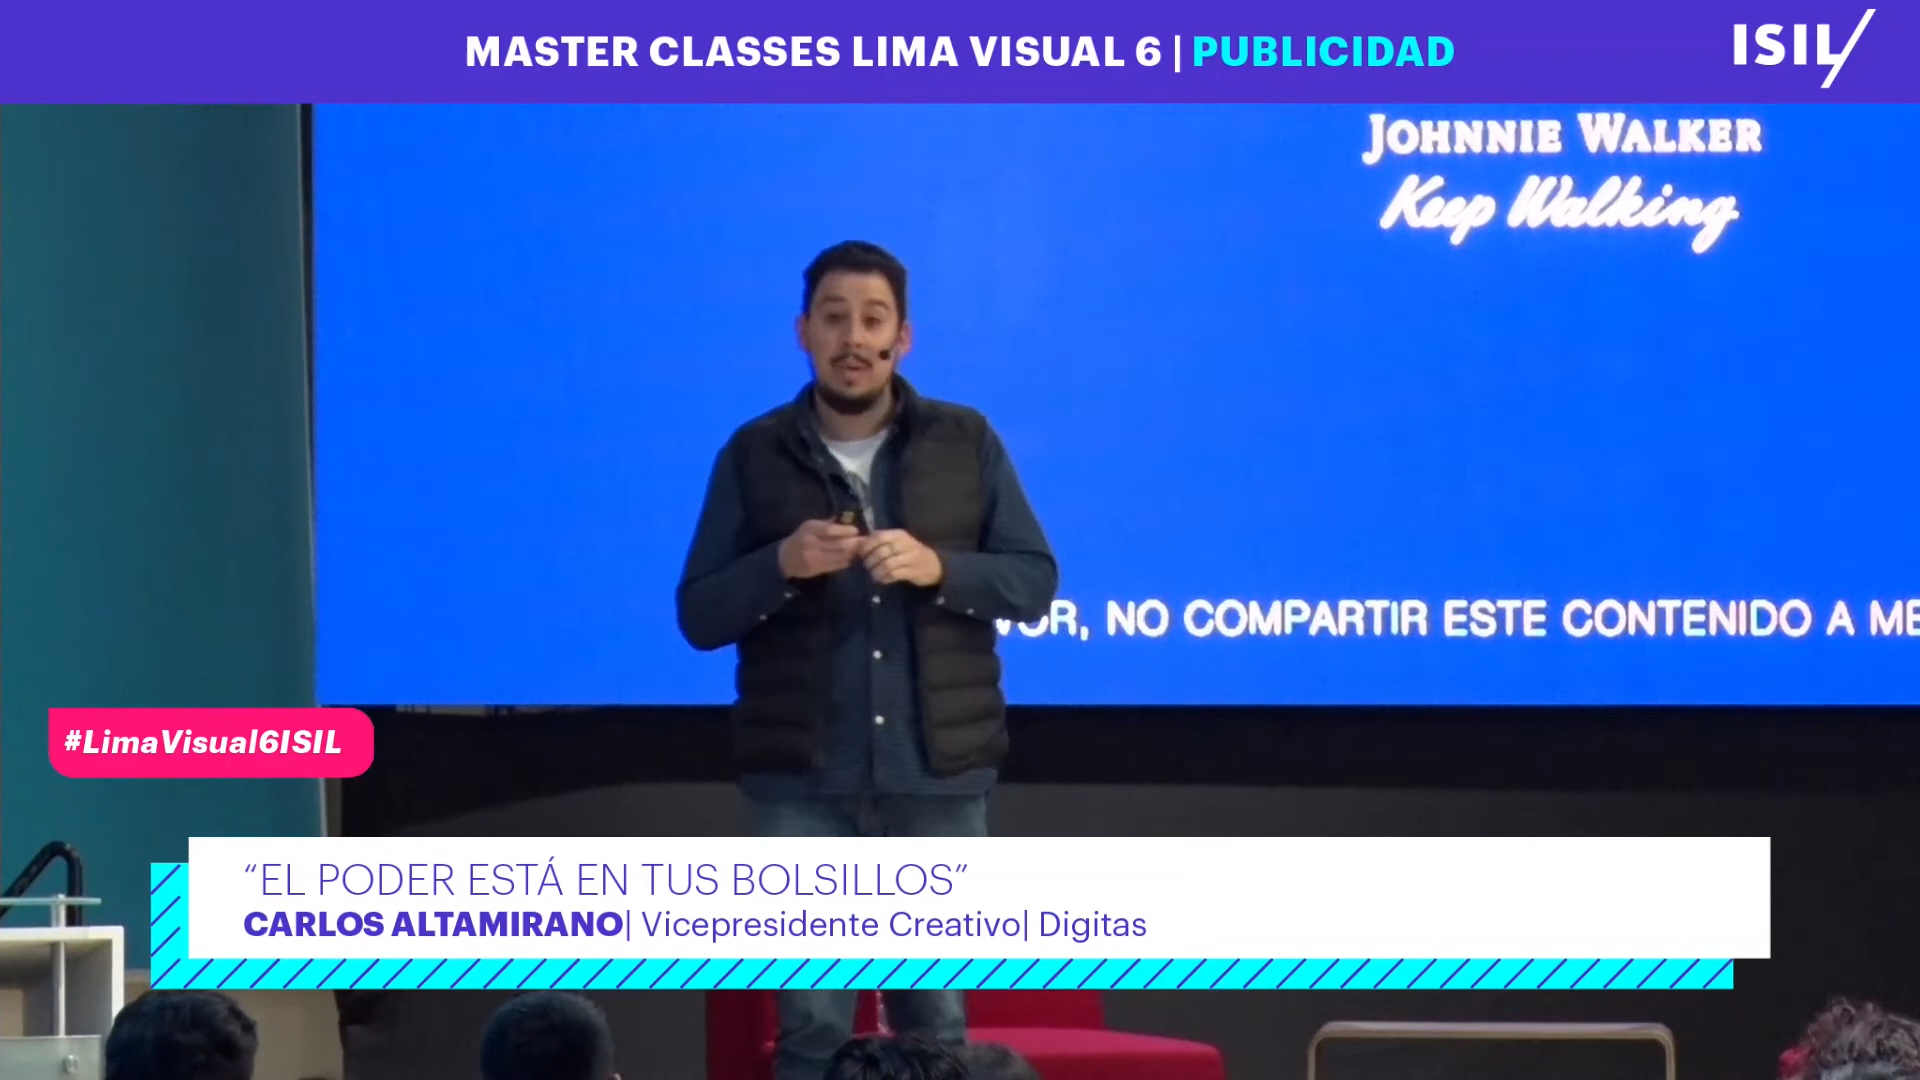 MASTER CLASSES LIMA VISUAL 6 | PUBLICIDAD
ISIL
JOHNNIE WALKER
Keep Walking
NO COMPARTIR ESTE CONTENIDO A
#LimaVisual6ISIL
“EL PODER ESTÁ EN TUS BOLSILLOS”
CARLOS ALTAMIRANO| Vicepresidente Creativo| Digitas